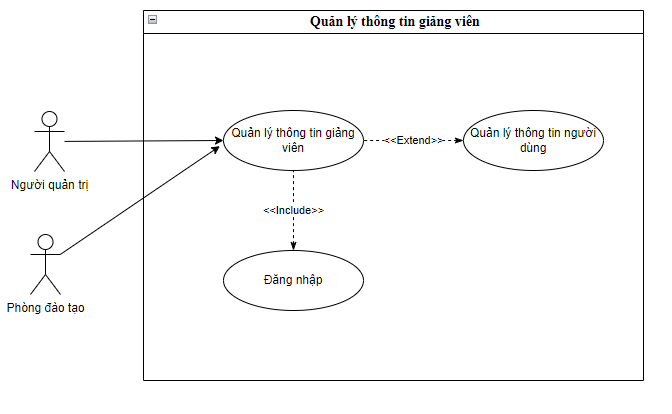 Quản lý thông tin giảng viên
Quản lý thông tin giảng
viên
<<Extend>>
Quản lý thông tin người
dùng
Người quản trị
<<Include>>
Đăng nhập
Phòng đào tạo